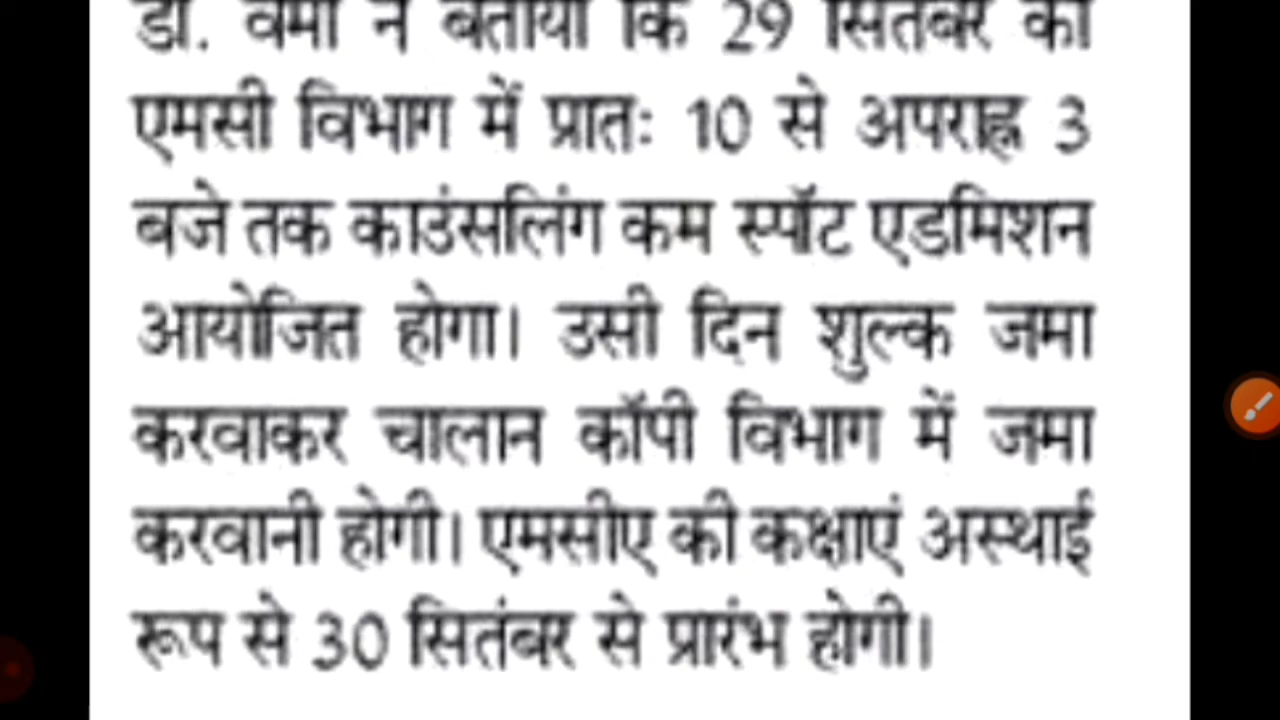 डॉ. वर्मा ने बताया कि 29 सितंबर को
एमसी विभाग में प्रातः 10 से अपराह्न 3
बजे तक काउंसलिंग कम स्पॉट एडमिशन
आयोजित होगा। उसी दिन शुल्क जमा
करवाकर चालान कॉपी विभाग में जमा
करवानी होगी। एमसीए की कक्षाएं अस्थाई
रूप से 30 सितंबर से प्रारंभ होगी।